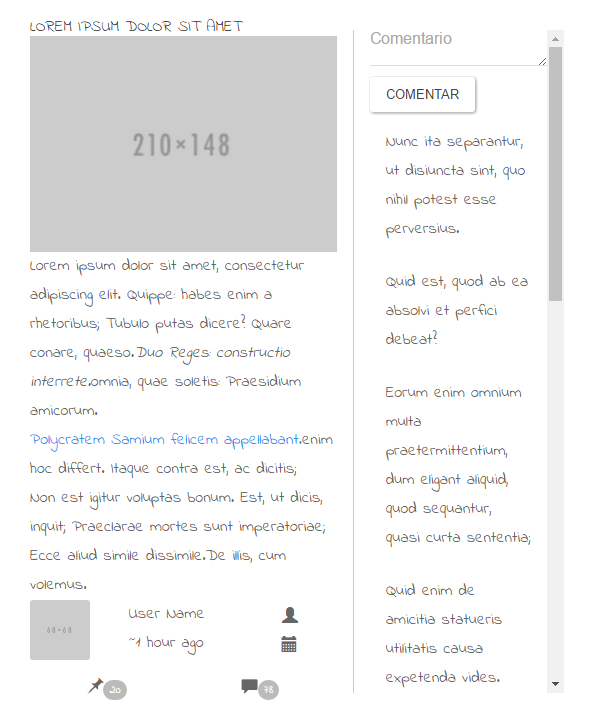 LOREM IPSUM DOLOR SIT AMET
210×148
Lorem ipsum dolor sit amet, consectetur
adipiscing elit. Quippe: habes enim a
rhetoribus; Tubulo putas dicere? Quare
conare, quaeso. Duo Reges: constructio
interrete.omnia, quae soletis: Praesidium
amicorum.
Polycratem Samium felicem appellabant.enim
hoc differt. Itaque contra est, ac dicitis;
Non est igitur voluptas bonum. Est, ut dicis,
inquit; Praeclarae mortes sunt imperatoriae;
Ecce aliud simile dissimile.De illis, cum
volemus.
60×60
User Name
~1 hour ago
20
78
Comentario
COMENTAR
Nunc ita separantur,
ut disiuncta sint, quo
nihil potest esse
perversius.
Quid est, quod ab ea
absolvi et perfici
debeat?
Eorum enim omnium
multa
praetermittentium,
dum eligant aliquid,
quod sequantur,
quasi curta sententia;
Quid enim de
amicitia statueris
utilitatis causa
expetenda vides.